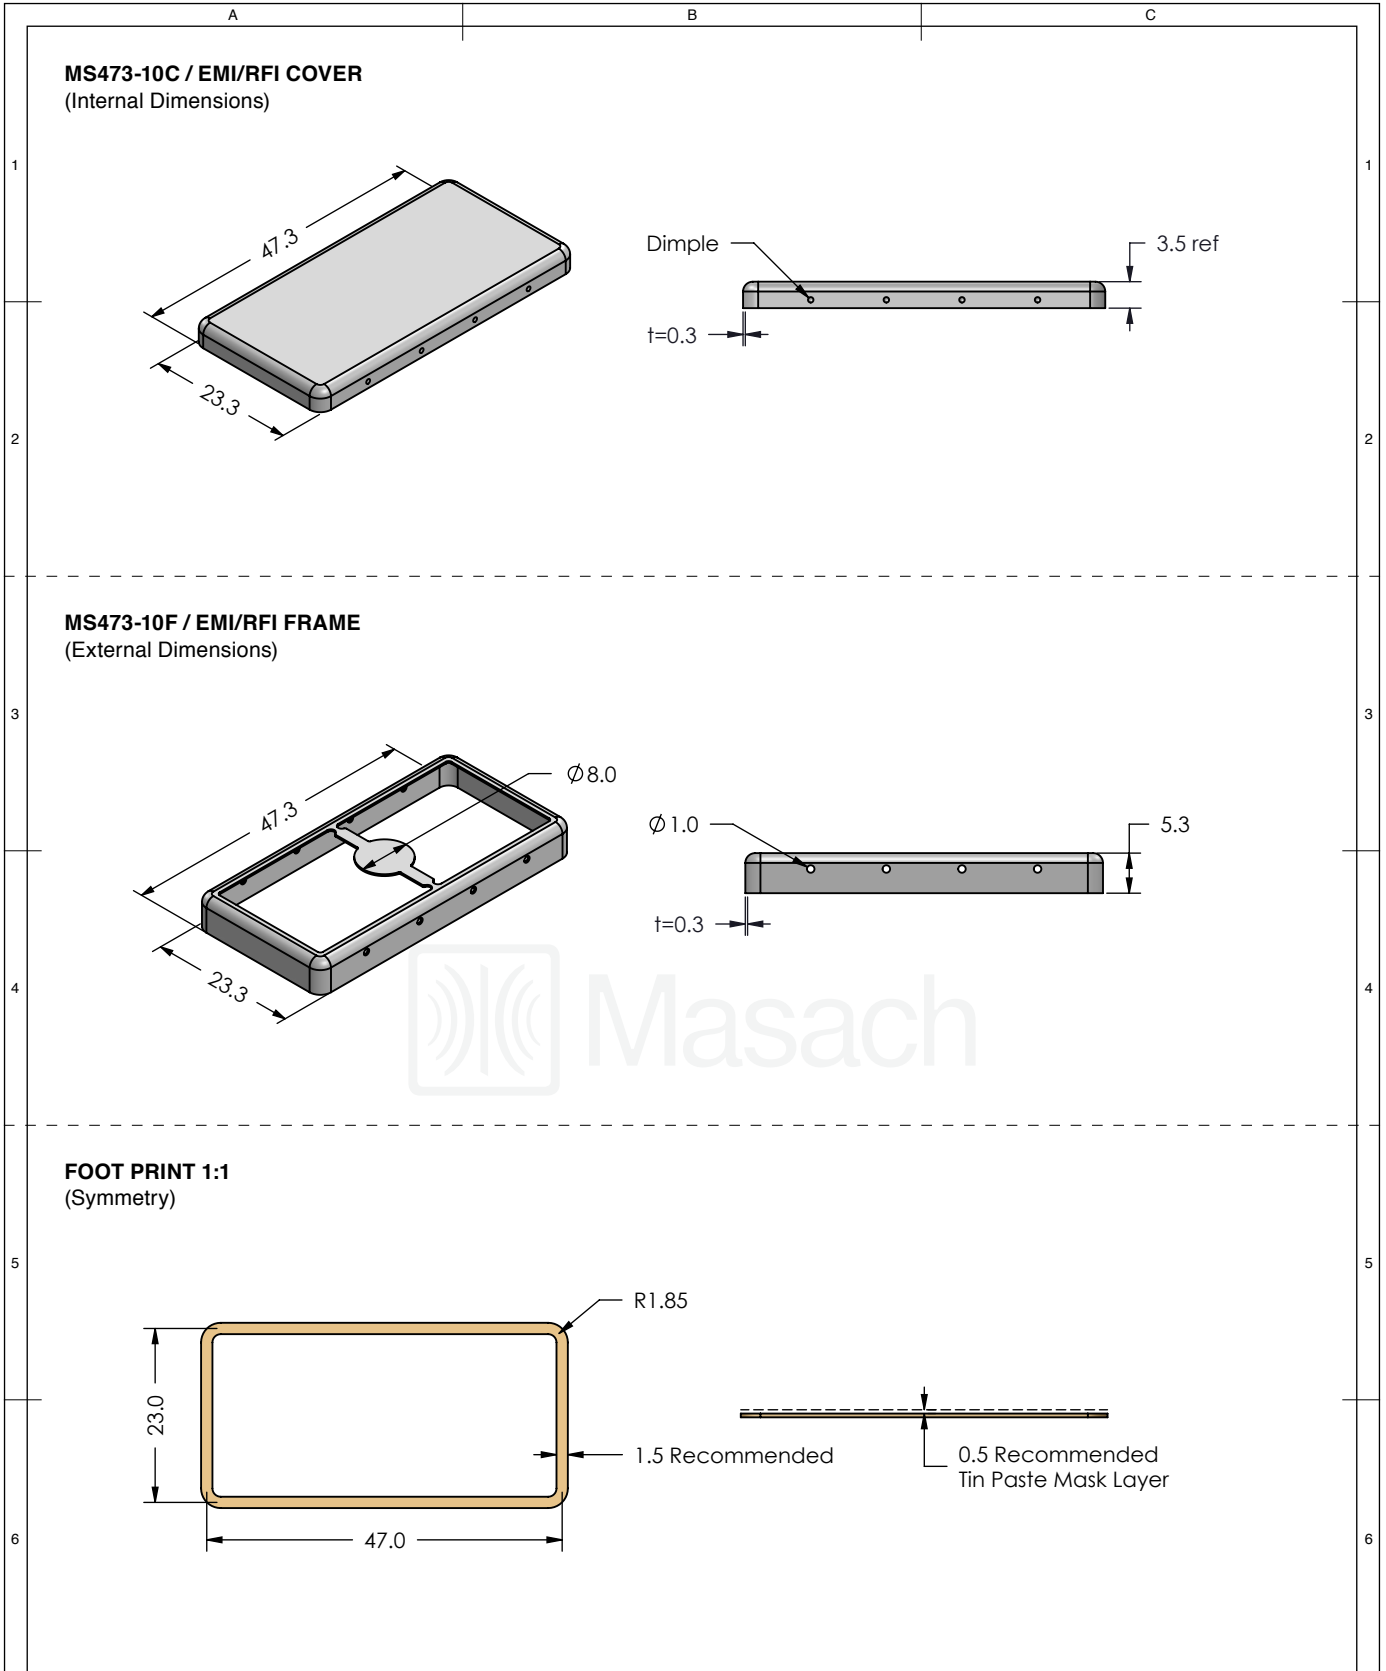 A B C
MS473-10C / EMI/RFI COVER
(Internal Dimensions)
1 1
47.3
23.3
Dimple
3.5 ref
t=0.3
2 2
MS473-10F / EMI/RFI FRAME
(External Dimensions)
3 3
47.3
Ø8.0
23.3
Ø1.0
5.3
t=0.3
4 4
Masach
FOOT PRINT 1:1
(Symmetry)
5 5
R1.85
23.0
1.5 Recommended
0.5 Recommended
Tin Paste Mask Layer
47.0
6 6